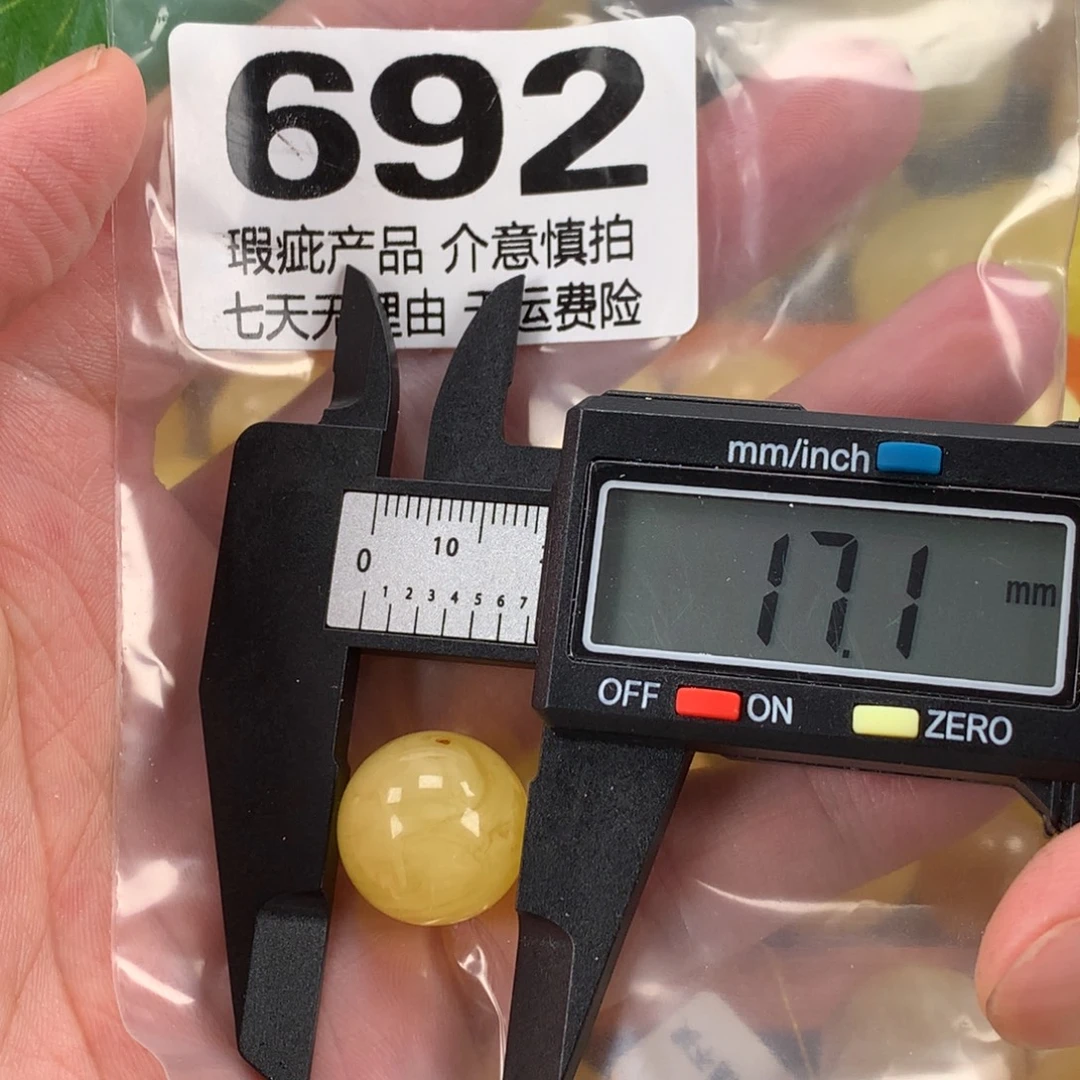 692
瑕疵产品 介意慎拍
七天无理由 无运费险
mm/inch
0 10
1 2 3 4 5 6 7
17.1 mm
OFF ON ZERO